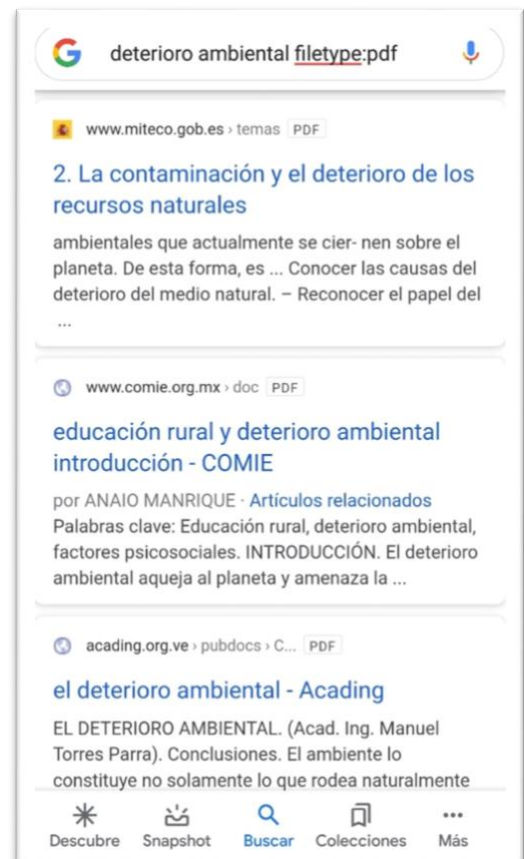 deterioro ambiental filetype:pdf
www.miteco.gob.es › temas PDF
2. La contaminación y el deterioro de los
recursos naturales
ambientales que actualmente se cier- nen sobre el
planeta. De esta forma, es ... Conocer las causas del
deterioro del medio natural. – Reconocer el papel del
...
www.comie.org.mx › doc PDF
educación rural y deterioro ambiental
introducción - COMIE
por ANAIO MANRIQUE · Artículos relacionados
Palabras clave: Educación rural, deterioro ambiental,
factores psicosociales. INTRODUCCIÓN. El deterioro
ambiental aqueja al planeta y amenaza la ...
acading.org.ve › pubdocs › C... PDF
el deterioro ambiental - Acading
EL DETERIORO AMBIENTAL. (Acad. Ing. Manuel
Torres Parra). Conclusiones. El ambiente lo
constituye no solamente lo que rodea naturalmente
Descubre Snapshot Buscar Colecciones Más